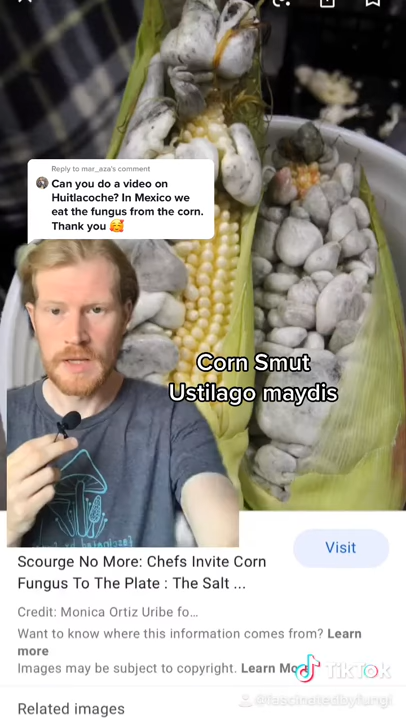 Reply to mar_aza's comment
Can you do a video on
Huitlacoche? In Mexico we
eat the fungus from the corn.
Thank you 🥰
Corn Smut
Ustilago maydis
Scourge No More: Chefs Invite Corn
Fungus To The Plate : The Salt ...
Visit
Credit: Monica Ortiz Uribe fo...
Want to know where this information comes from? Learn
more
Images may be subject to copyright. Learn
TikTok
@fascinatedbyfungi
Related images